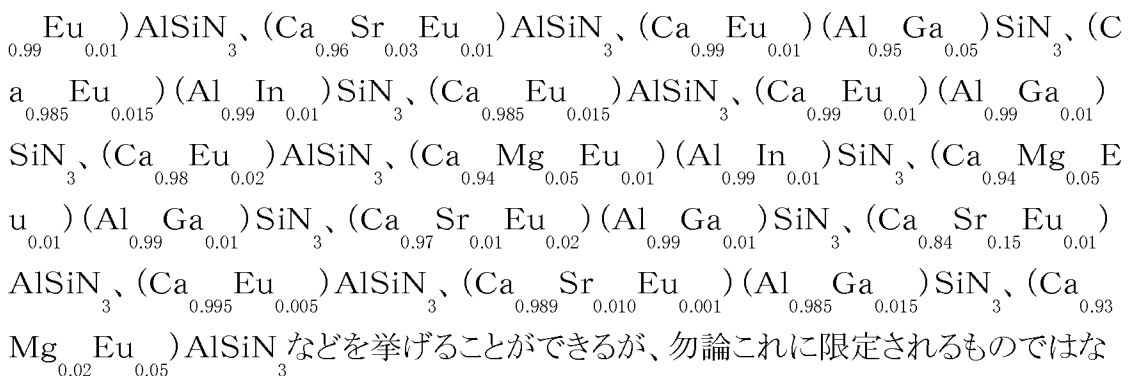 ₀.₉₉Eu₀.₀₁)AlSiN₃、(Ca₀.₉₆Sr₀.₀₃Eu₀.₀₁)AlSiN₃、(Ca₀.₉₉Eu₀.₀₁)(Al₀.₉₅Ga₀.₀₅)SiN₃、(C
a₀.₉₈₅Eu₀.₀₁₅)(Al₀.₉₉In₀.₀₁)SiN₃、(Ca₀.₉₈₅Eu₀.₀₁₅)AlSiN₃、(Ca₀.₉₉Eu₀.₀₁)(Al₀.₉₉Ga₀.₀₁)
SiN₃、(Ca₀.₉₈Eu₀.₀₂)AlSiN₃、(Ca₀.₉₄Mg₀.₀₅Eu₀.₀₁)(Al₀.₉₉In₀.₀₁)SiN₃、(Ca₀.₉₄Mg₀.₀₅E
u₀.₀₁)(Al₀.₉₉Ga₀.₀₁)SiN₃、(Ca₀.₉₇Sr₀.₀₁Eu₀.₀₂)(Al₀.₉₉Ga₀.₀₁)SiN₃、(Ca₀.₈₄Sr₀.₁₅Eu₀.₀₁)
AlSiN₃、(Ca₀.₉₉₅Eu₀.₀₀₅)AlSiN₃、(Ca₀.₉₈₉Sr₀.₀₁₀Eu₀.₀₀₁)(Al₀.₉₈₅Ga₀.₀₁₅)SiN₃、(Ca₀.₉₃
Mg₀.₀₂Eu₀.₀₅)AlSiN₃などを挙げることができるが、勿論これに限定されるものではな